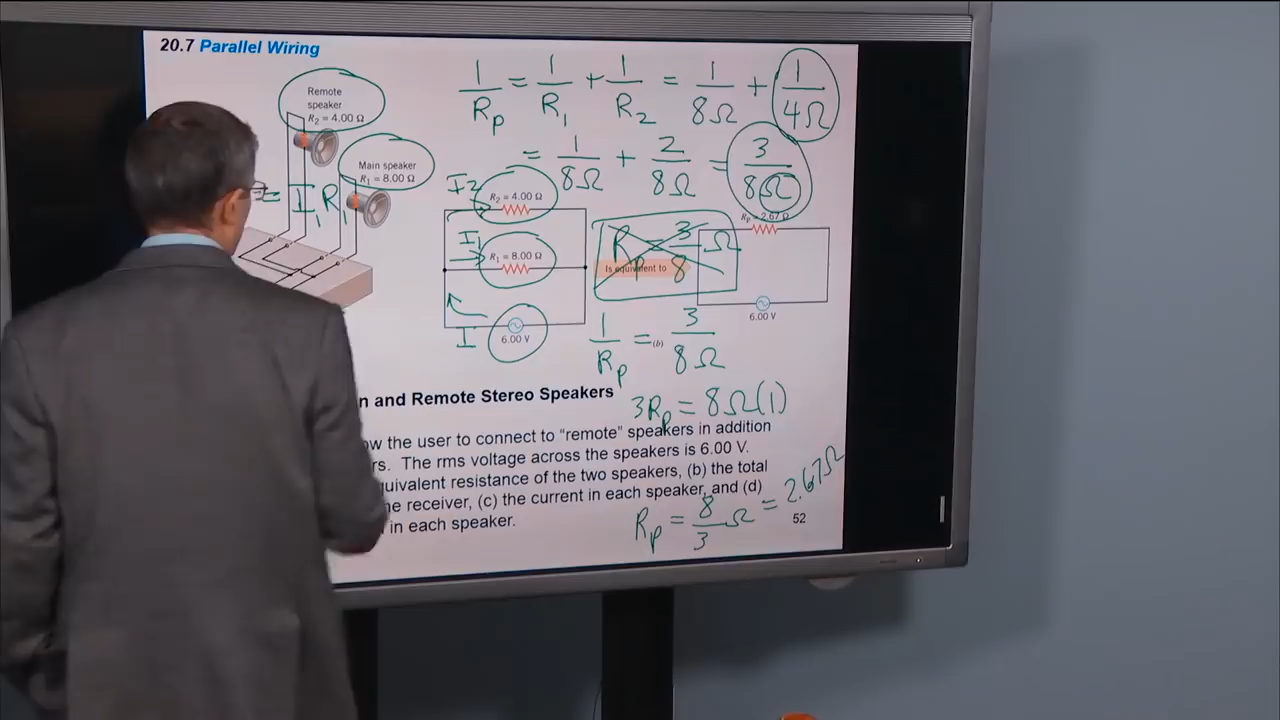 20.7 Parallel Wiring
Remote
speaker
R₂ = 4.00 Ω
Main speaker
R₁ = 8.00 Ω
= I₁R₁
1/Rp = 1/R₁ + 1/R₂ = 1/8Ω + 1/4Ω
= 1/8Ω + 2/8Ω = 3/8Ω
I₂
R₂ = 4.00 Ω
I₁
R₁ = 8.00 Ω
I
6.00 V
Rp = 3/8 Ω
Is equivalent to
Rp = 2.67 Ω
6.00 V
(b)
1/Rp = 3/8Ω
3Rp = 8Ω(1)
Rp = 8/3 Ω = 2.67Ω
n and Remote Stereo Speakers
ow the user to connect to “remote” speakers in addition
rs. The rms voltage across the speakers is 6.00 V.
quivalent resistance of the two speakers, (b) the total
he receiver, (c) the current in each speaker, and (d)
in each speaker.
52